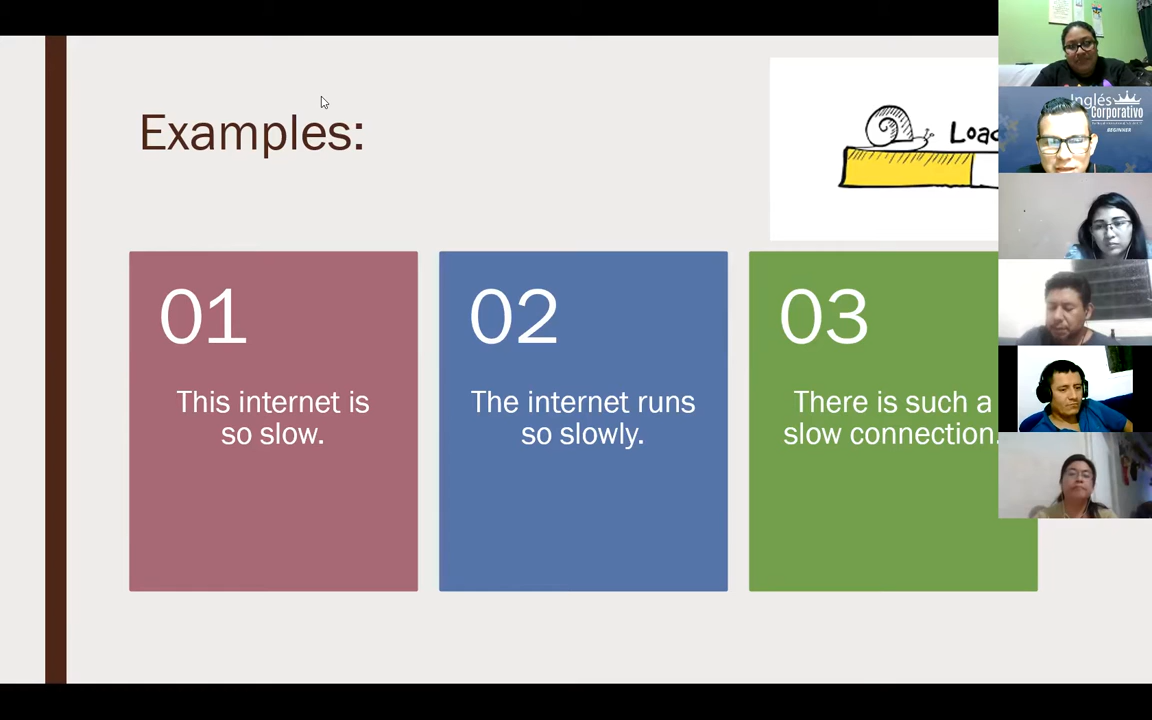 Examples:
Inglés
Corporativo
BEGINNER
01
This internet is
so slow.
02
The internet runs
so slowly.
03
There is such a
slow connection.